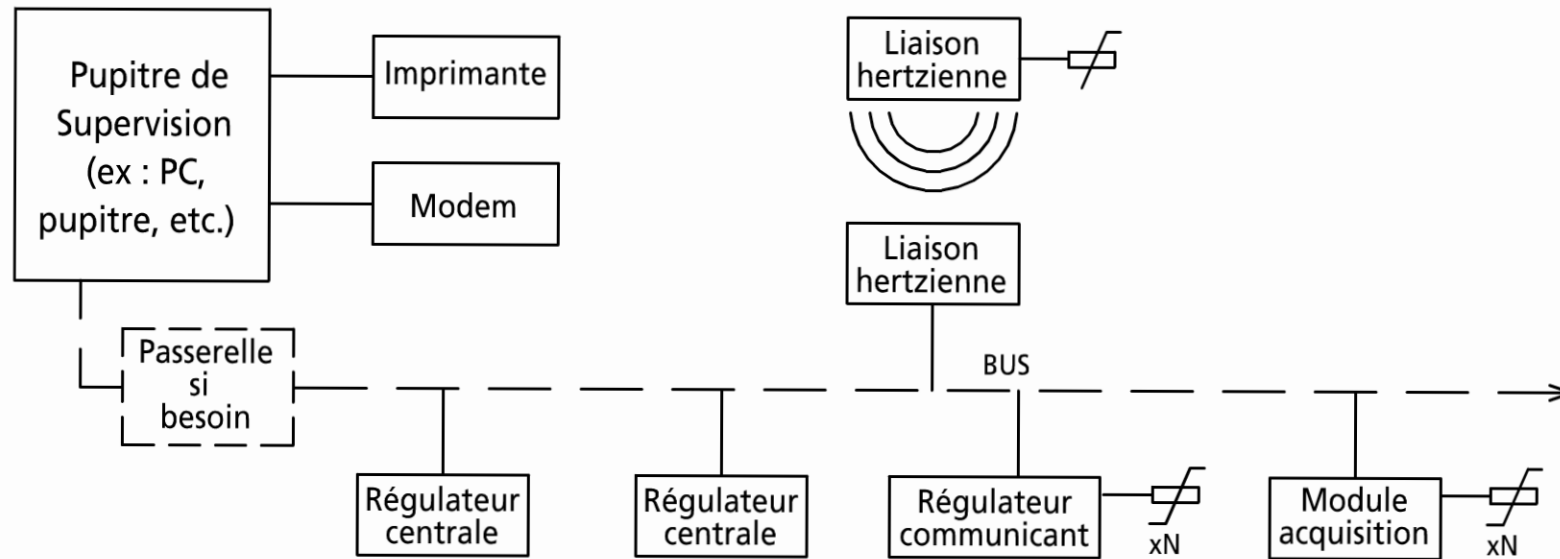 Pupitre de
Supervision
(ex : PC,
pupitre, etc.)
Imprimante
Modem
Liaison
hertzienne
Liaison
hertzienne
Passerelle
si
besoin
BUS
Régulateur
centrale
Régulateur
centrale
Régulateur
communicant
xN
Module
acquisition
xN